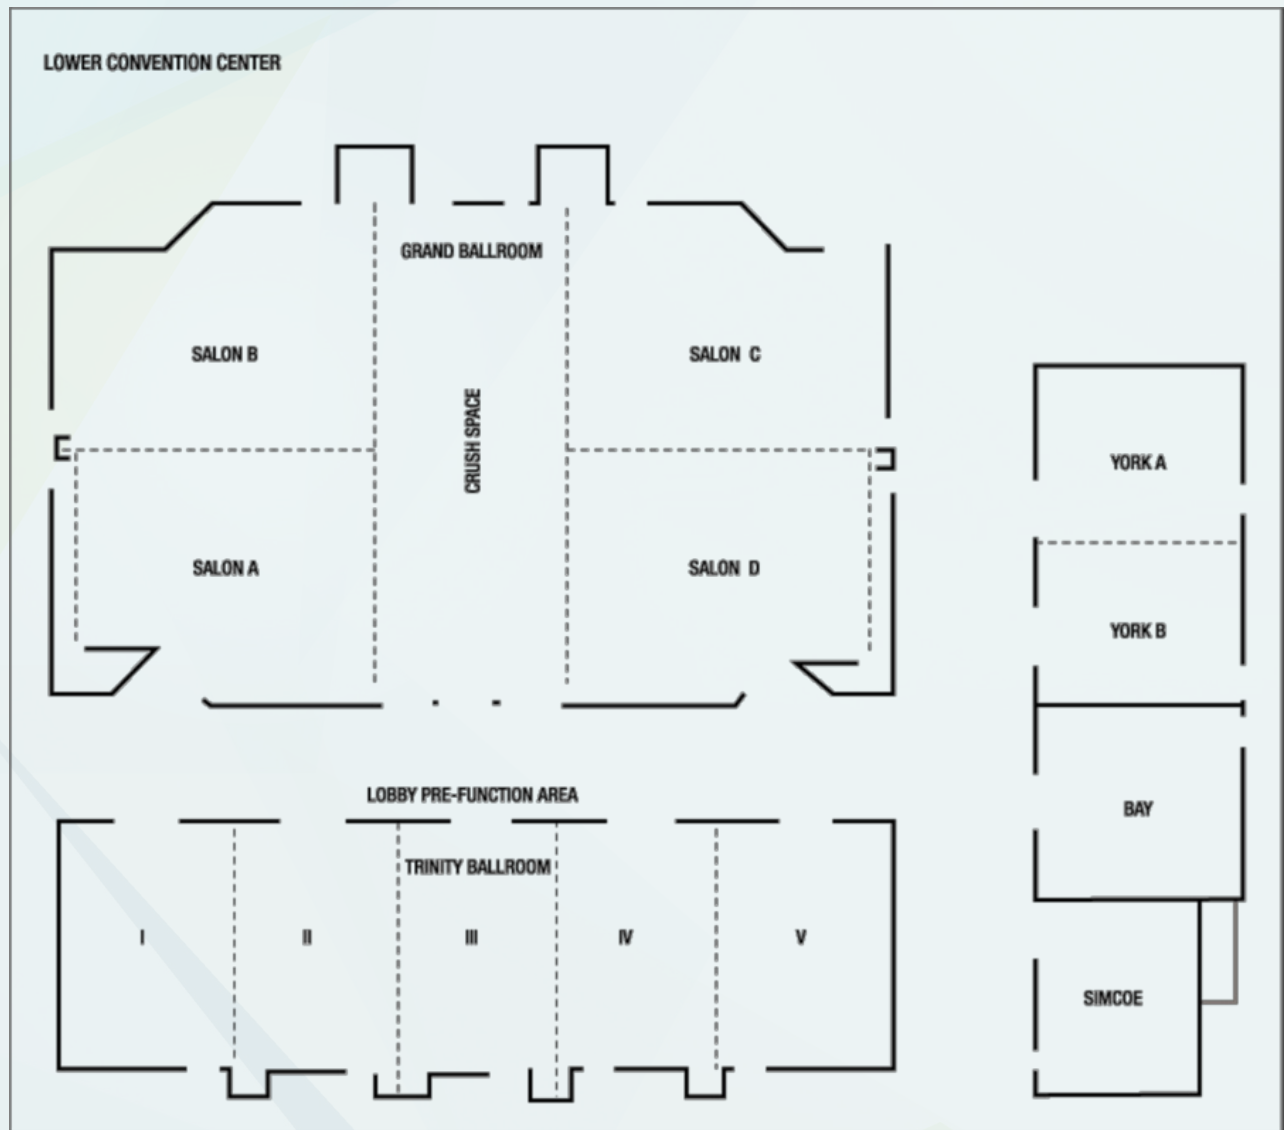 LOWER CONVENTION CENTER
GRAND BALLROOM
SALON B
SALON C
CRUSH SPACE
SALON A
SALON D
LOBBY PRE-FUNCTION AREA
TRINITY BALLROOM
I
II
III
IV
V
YORK A
YORK B
BAY
SIMCOE